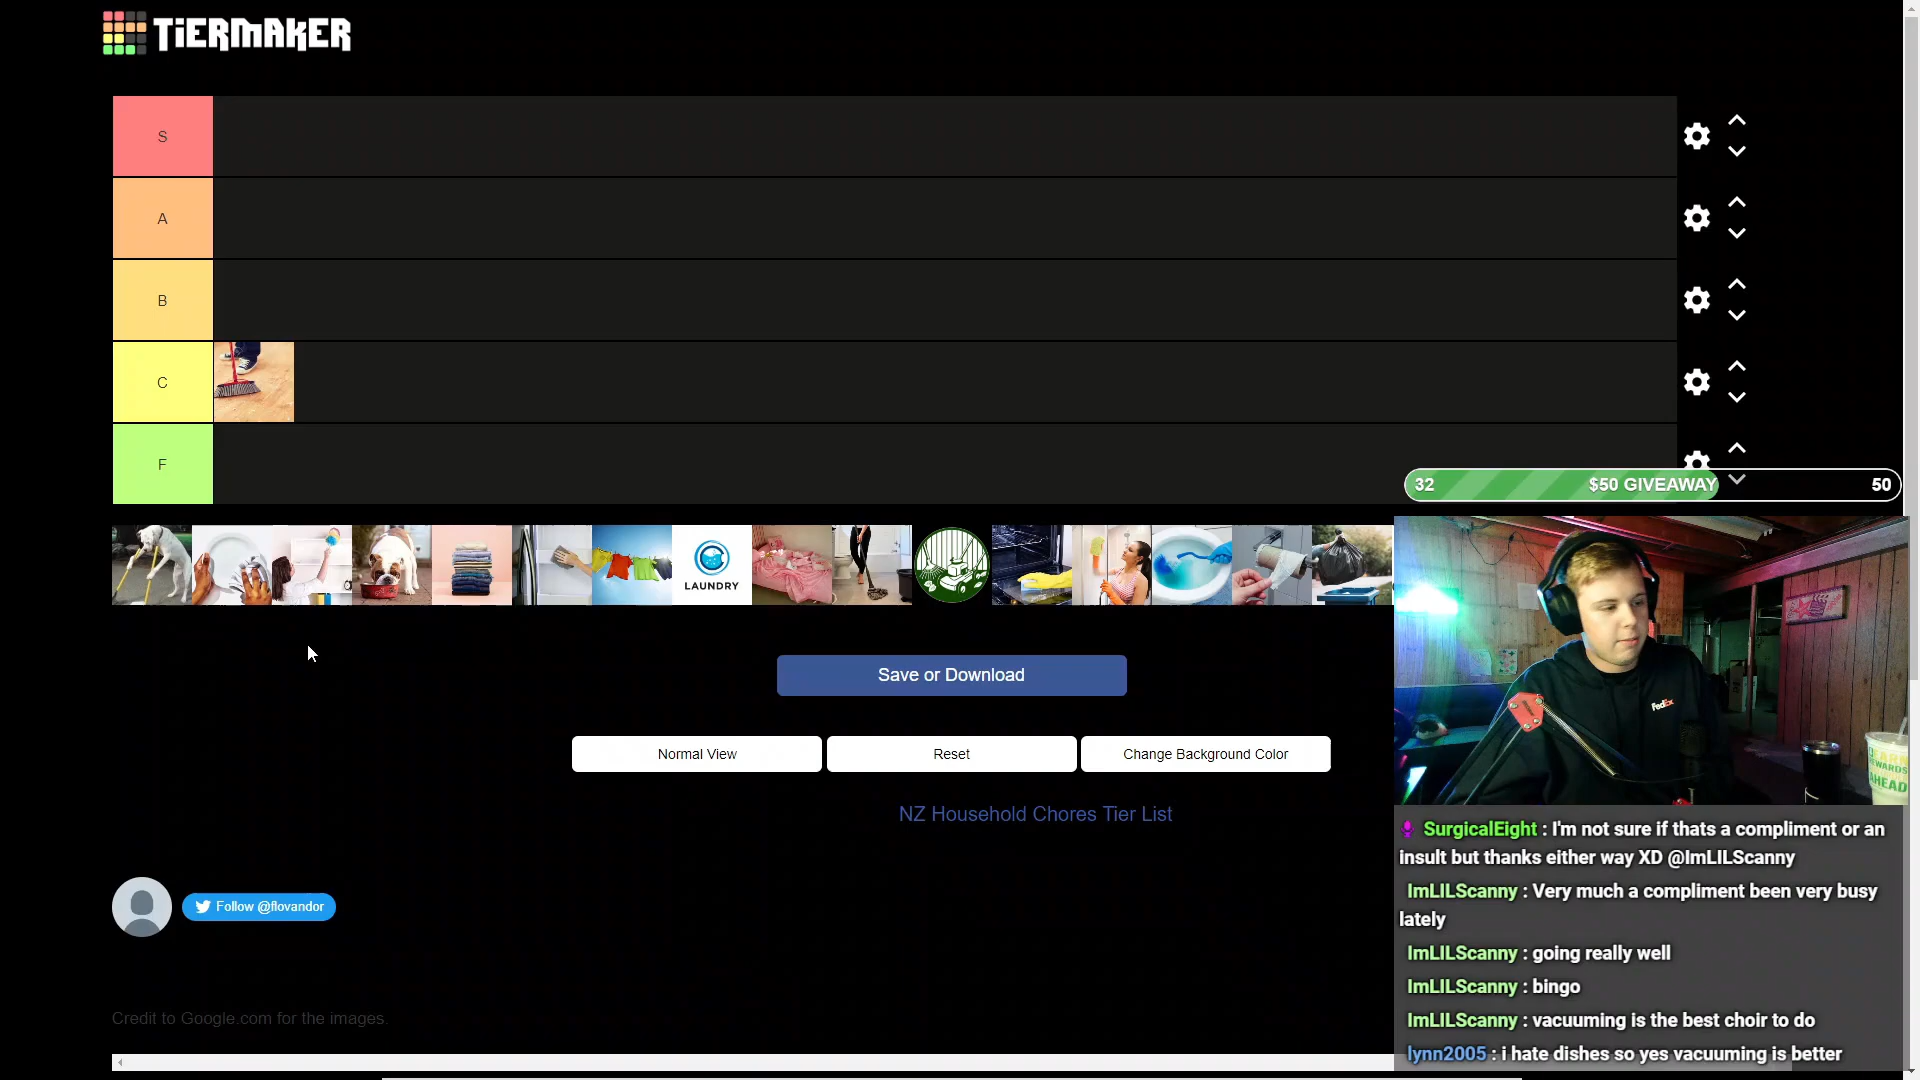 TiERMAKER
S
A
B
C
F
32 $50 GIVEAWAY 50
LAUNDRY
Save or Download
Normal View
Reset
Change Background Color
NZ Household Chores Tier List
Follow @flovandor
Credit to Google.com for the images.
FedEx
AHEAD
SurgicalEight : I'm not sure if thats a compliment or an
insult but thanks either way XD @ImLILScanny
ImLILScanny : Very much a compliment been very busy
lately
ImLILScanny : going really well
ImLILScanny : bingo
ImLILScanny : vacuuming is the best choir to do
lynn2005 : i hate dishes so yes vacuuming is better